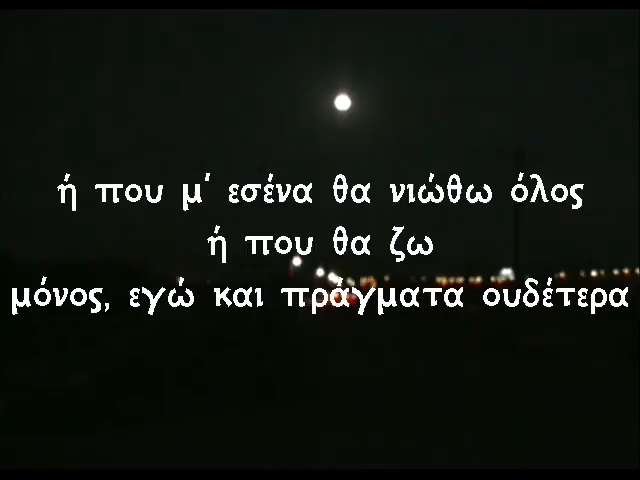 ή που μ' εσένα θα νιώθω όλος
ή που θα ζω
μόνος, εγώ και πράγματα ουδέτερα